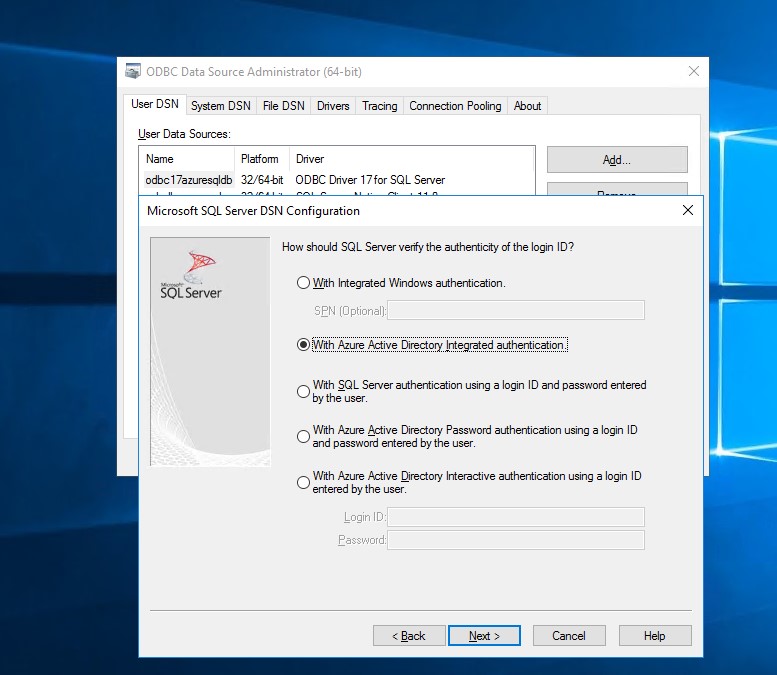 ODBC Data Source Administrator (64-bit)
User DSN System DSN File DSN Drivers Tracing Connection Pooling About
User Data Sources:
Name Platform Driver
Add...
odbc17azuresqldb 32/64-bit ODBC Driver 17 for SQL Server
Remove
Microsoft SQL Server DSN Configuration
Microsoft
SQL Server
How should SQL Server verify the authenticity of the login ID?
With Integrated Windows authentication.
SPN (Optional):
With Azure Active Directory Integrated authentication.
With SQL Server authentication using a login ID and password entered
by the user.
With Azure Active Directory Password authentication using a login ID
and password entered by the user.
With Azure Active Directory Interactive authentication using a login ID
entered by the user.
Login ID:
Password:
< Back Next > Cancel Help